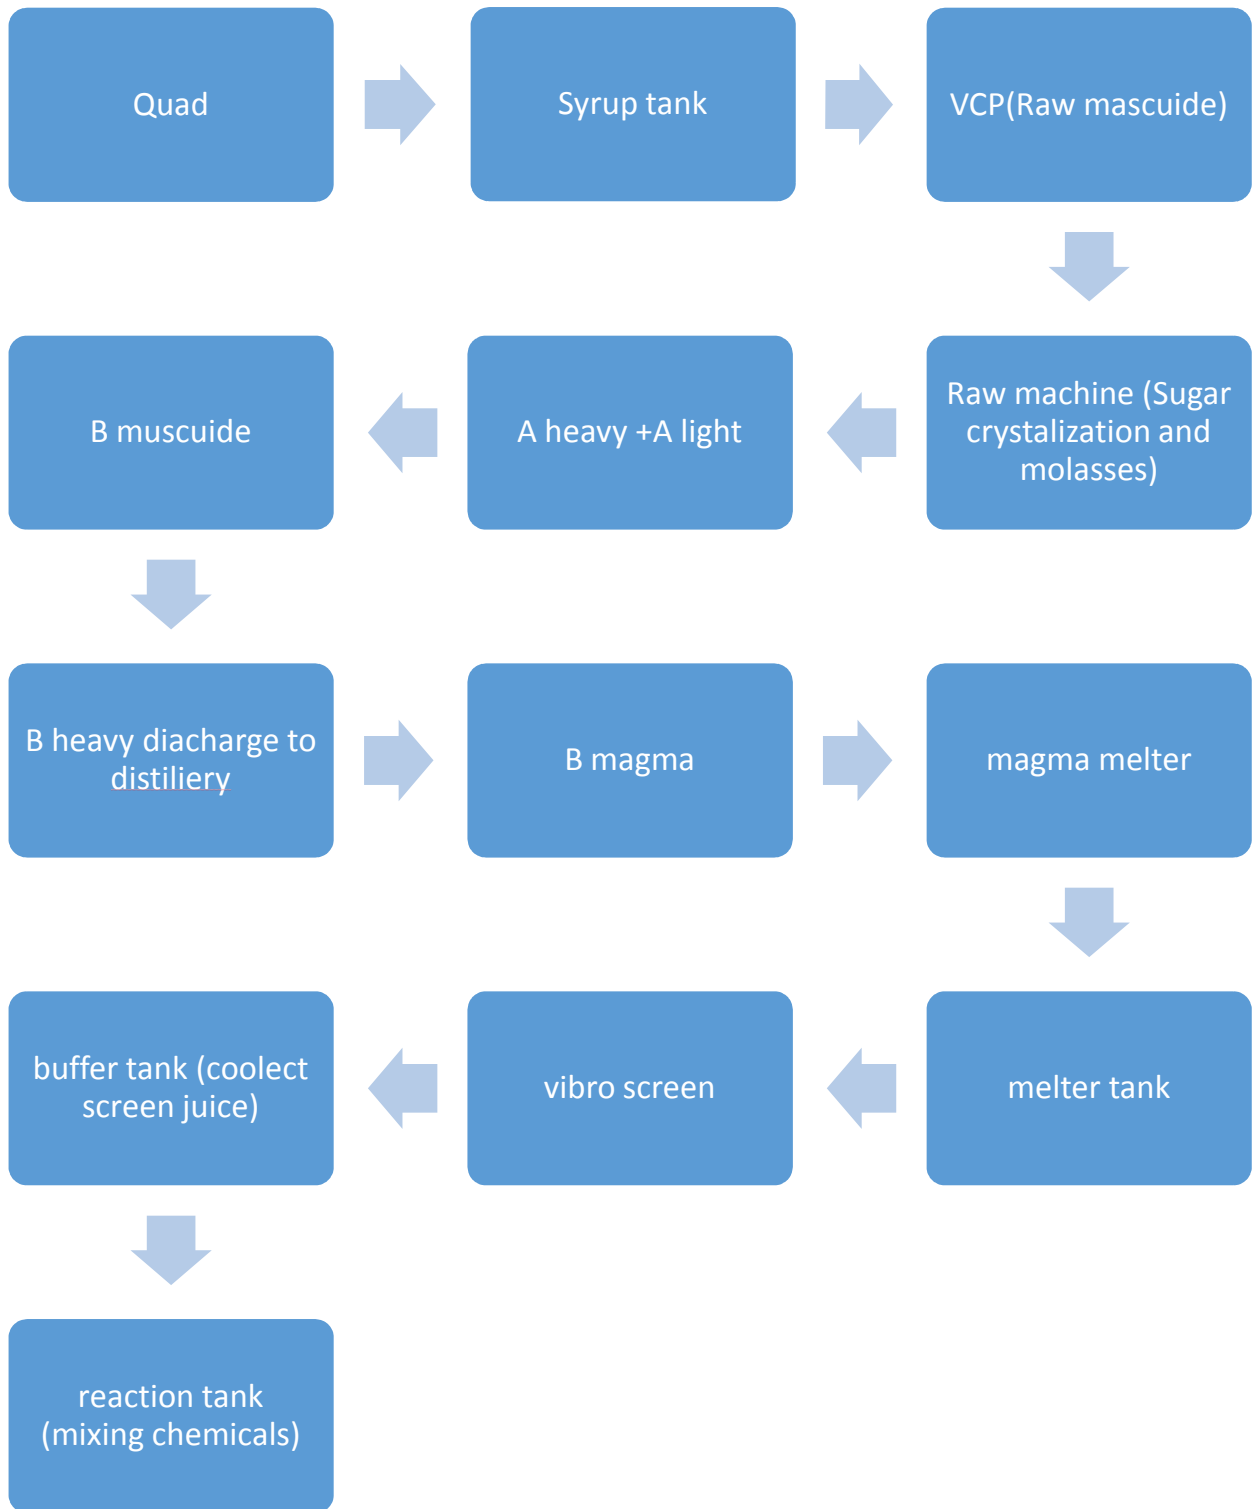 Quad
Syrup tank
VCP(Raw mascuide)
Raw machine (Sugar
crystalization and
molasses)
A heavy +A light
B muscuide
B heavy diacharge to
distiliery
B magma
magma melter
melter tank
vibro screen
buffer tank (coolect
screen juice)
reaction tank
(mixing chemicals)